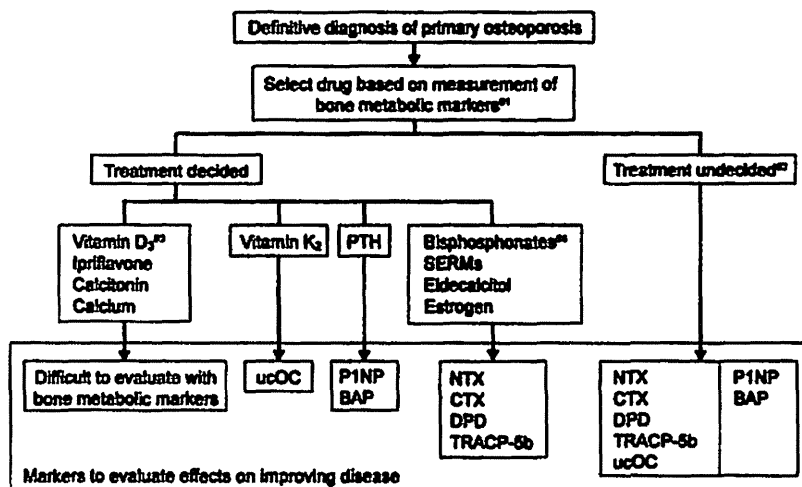 Definitive diagnosis of primary osteoporosis
Select drug based on measurement of
bone metabolic markers#1
Treatment decided
Treatment undecided#2
Vitamin D3#3
Ipriflavone
Calcitonin
Calcium
Vitamin K2
PTH
Bisphosphonates#4
SERMs
Eldecalcitol
Estrogen
Difficult to evaluate with
bone metabolic markers
ucOC
P1NP
BAP
NTX
CTX
DPD
TRACP-5b
NTX
CTX
DPD
TRACP-5b
ucOC
P1NP
BAP
Markers to evaluate effects on improving disease